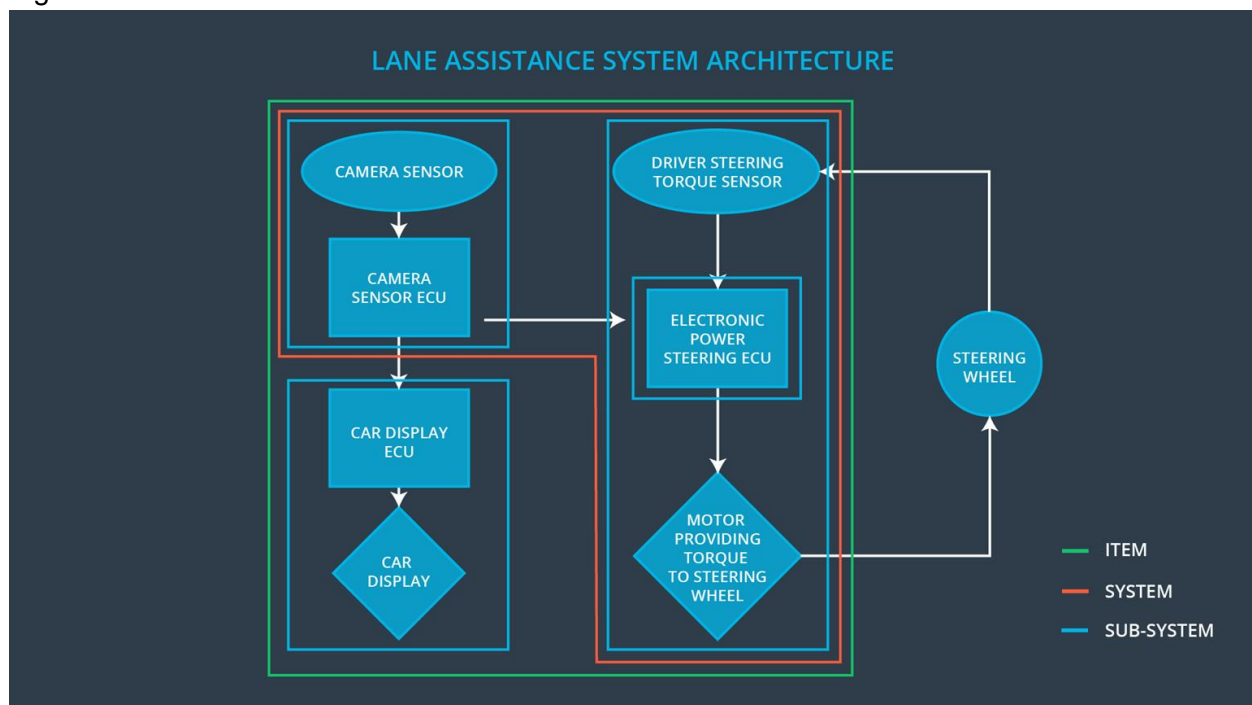 LANE ASSISTANCE SYSTEM ARCHITECTURE
CAMERA SENSOR
CAMERA
SENSOR ECU
CAR DISPLAY
ECU
CAR
DISPLAY
DRIVER STEERING
TORQUE SENSOR
ELECTRONIC
POWER
STEERING ECU
MOTOR
PROVIDING
TORQUE
TO STEERING
WHEEL
STEERING
WHEEL
ITEM
SYSTEM
SUB-SYSTEM